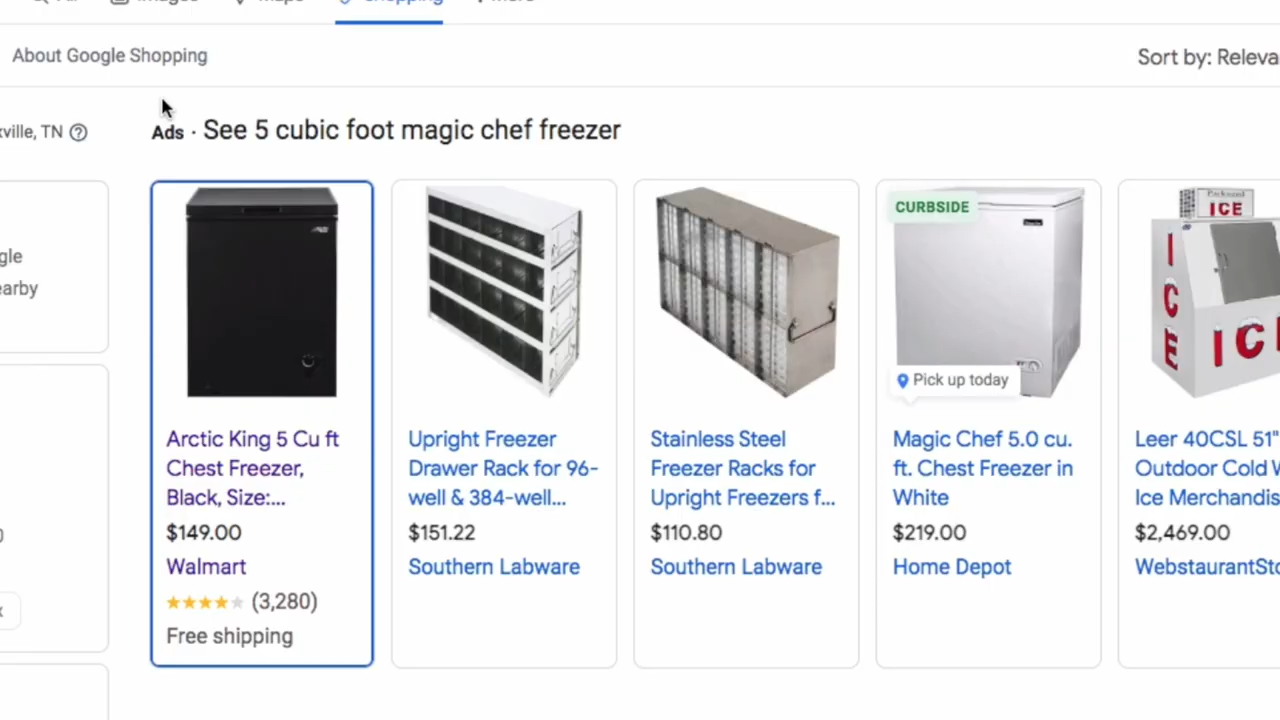 Shopping
About Google Shopping
Sort by: Releva
xville, TN
Ads · See 5 cubic foot magic chef freezer
gle
earby
CURBSIDE
Pick up today
ICE
ICE
Arctic King 5 Cu ft
Chest Freezer,
Black, Size:...
$149.00
Walmart
(3,280)
Free shipping
Upright Freezer
Drawer Rack for 96-
well & 384-well...
$151.22
Southern Labware
Stainless Steel
Freezer Racks for
Upright Freezers f...
$110.80
Southern Labware
Magic Chef 5.0 cu.
ft. Chest Freezer in
White
$219.00
Home Depot
Leer 40CSL 51"
Outdoor Cold W
Ice Merchandis
$2,469.00
WebstaurantSto